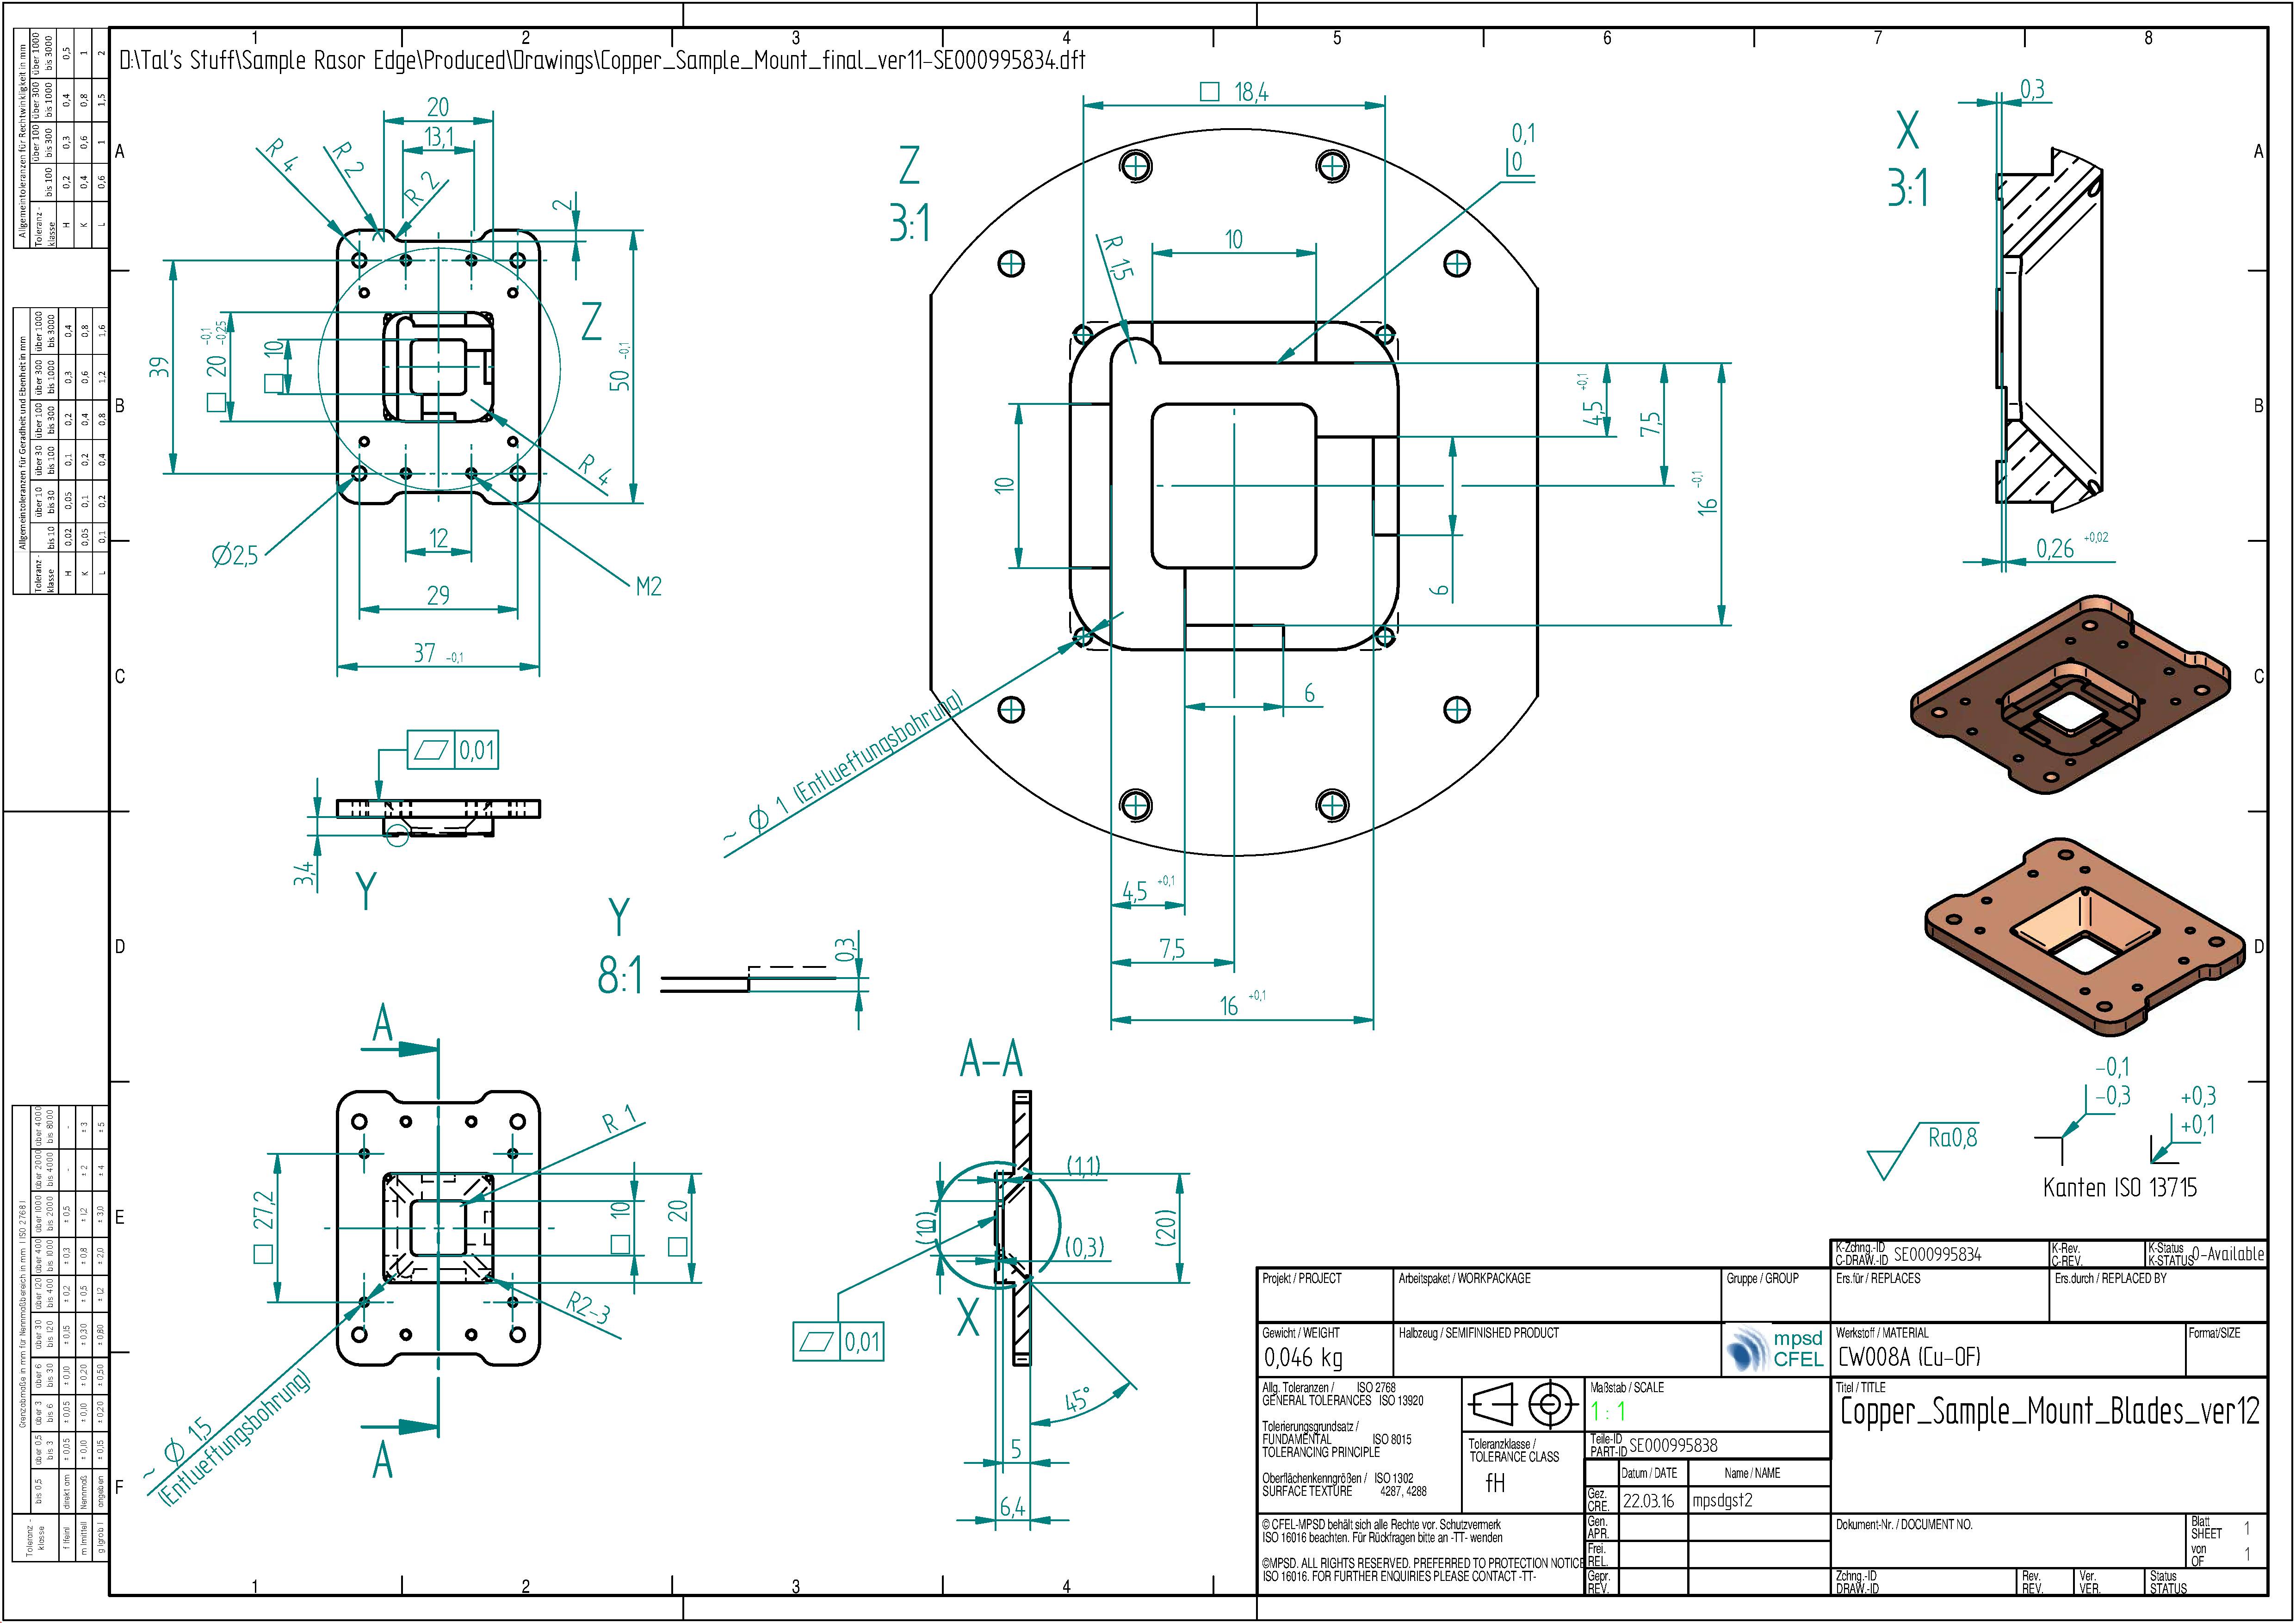 1 2 3 4 5 6 7 8
D:\Tal's Stuff\Sample Rasor Edge\Produced\Drawings\Copper_Sample_Mount_final_ver11-SE000995834.dft
A
B
C
D
E
F
A
B
C
D
1 2 3 4
Allgemeintoleranzen für Rechtwinkligkeit in mm
Toleranz-klasse bis 100 über 100 bis 300 über 300 bis 1000 über 1000 bis 3000
H 0,2 0,3 0,4 0,5
K 0,4 0,6 0,8 1
L 0,6 1 1,5 2
Allgemeintoleranzen für Geradheit und Ebenheit in mm
Toleranz-klasse bis 10 über 10 bis 30 über 30 bis 100 über 100 bis 300 über 300 bis 1000 über 1000 bis 3000
H 0,02 0,05 0,1 0,2 0,3 0,4
K 0,05 0,1 0,2 0,4 0,6 0,8
L 0,1 0,2 0,4 0,8 1,2 1,6
Grenzabmaße in mm für Nennmaßbereich in mm ( ISO 2768)
Toleranz-klasse bis 0,5 über 0,5 bis 3 über 3 bis 6 über 6 bis 30 über 30 bis 120 über 120 bis 400 über 400 bis 1000 über 1000 bis 2000 über 2000 bis 4000 über 4000 bis 8000
f (fein) direkt am ± 0,05 ± 0,05 ± 0,10 ± 0,15 ± 0,2 ± 0,3 ± 0,5 - -
m (mittel) Nennmaß ± 0,10 ± 0,10 ± 0,20 ± 0,30 ± 0,5 ± 0,8 ± 1,2 ± 2 ± 3
g (grob) angeben ± 0,15 ± 0,20 ± 0,50 ± 0,80 ± 1,2 ± 2,0 ± 3,0 ± 4 ± 5
20
13,1
R 4
R 2
R 2
2
Z
39
□ 20 -0,1 -0,25
□ 10
50 -0,1
R 4
Ø2,5
12
M2
29
37 -0,1
Z
3:1
□ 18,4
0,1
0
R 1,5
10
10
4,5 +0,1
7,5
16 -0,1
6
6
~ Ø 1 (Entlueftungsbohrung)
4,5 +0,1
7,5
16 +0,1
X
3:1
0,3
0,26 +0,02
0,01
3,4
Y
Y
8:1
0,3
A
A
R 1
□ 27,2
□ 10
□ 20
R2-3
~ Ø 1,5
(Entlueftungsbohrung)
A-A
(1,1)
(10)
(0,3)
(20)
0,01
X
45°
5
6,4
-0,1
-0,3
+0,3
+0,1
Ra0,8
Kanten ISO 13715
K-Zchng.-ID
C-DRAW.-ID SE000995834
K-Rev.
C-REV.
K-Status
K-STATUS 0-Available
Projekt / PROJECT
Arbeitspaket / WORKPACKAGE
Gruppe / GROUP
Ers.für / REPLACES
Ers.durch / REPLACED BY
Gewicht / WEIGHT
0,046 kg
Halbzeug / SEMIFINISHED PRODUCT
mpsd
CFEL
Werkstoff / MATERIAL
CW008A (Cu-OF)
Format/SIZE
Allg. Toleranzen / ISO 2768
GENERAL TOLERANCES ISO 13920
Tolerierungsgrundsatz /
FUNDAMENTAL ISO 8015
TOLERANCING PRINCIPLE
Oberflächenkenngrößen / ISO 1302
SURFACE TEXTURE 4287, 4288
Toleranzklasse /
TOLERANCE CLASS
fH
Maßstab / SCALE
1 : 1
Teile-ID
PART-ID SE000995838
Datum / DATE
Name / NAME
Gez.
CRE. 22.03.16 mpsdgst2
Gen.
APR.
Frei.
REL.
Gepr.
REV.
Titel / TITLE
Copper_Sample_Mount_Blades_ver12
© CFEL-MPSD behält sich alle Rechte vor. Schutzvermerk
ISO 16016 beachten. Für Rückfragen bitte an -TT- wenden
©MPSD. ALL RIGHTS RESERVED. PREFERRED TO PROTECTION NOTICE
ISO 16016. FOR FURTHER ENQUIRIES PLEASE CONTACT -TT-
Dokument-Nr. / DOCUMENT NO.
Blatt
SHEET 1
von
OF 1
Zchng.-ID
DRAW.-ID
Rev.
REV.
Ver.
VER.
Status
STATUS